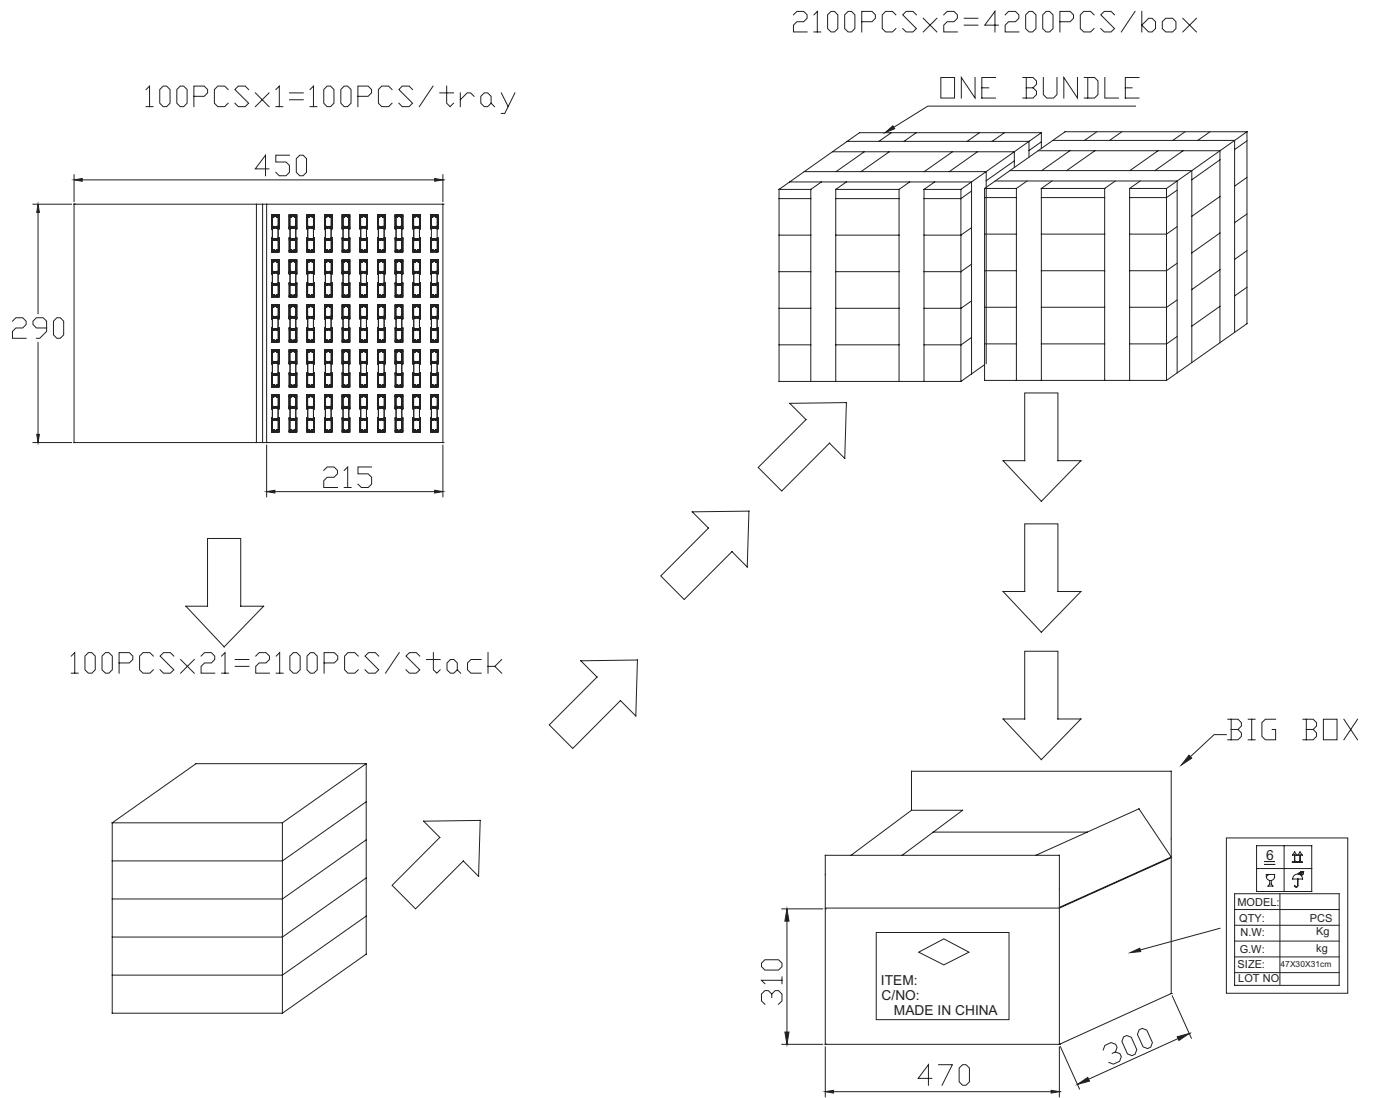 2100PCSx2=4200PCS/box
ONE BUNDLE
100PCSx1=100PCS/tray
450
290
215
100PCSx21=2100PCS/Stack
BIG BOX
6
MODEL:
QTY: PCS
N.W: Kg
G.W: kg
SIZE: 47X30X31cm
LOT NO
310
ITEM:
C/NO:
MADE IN CHINA
470
300